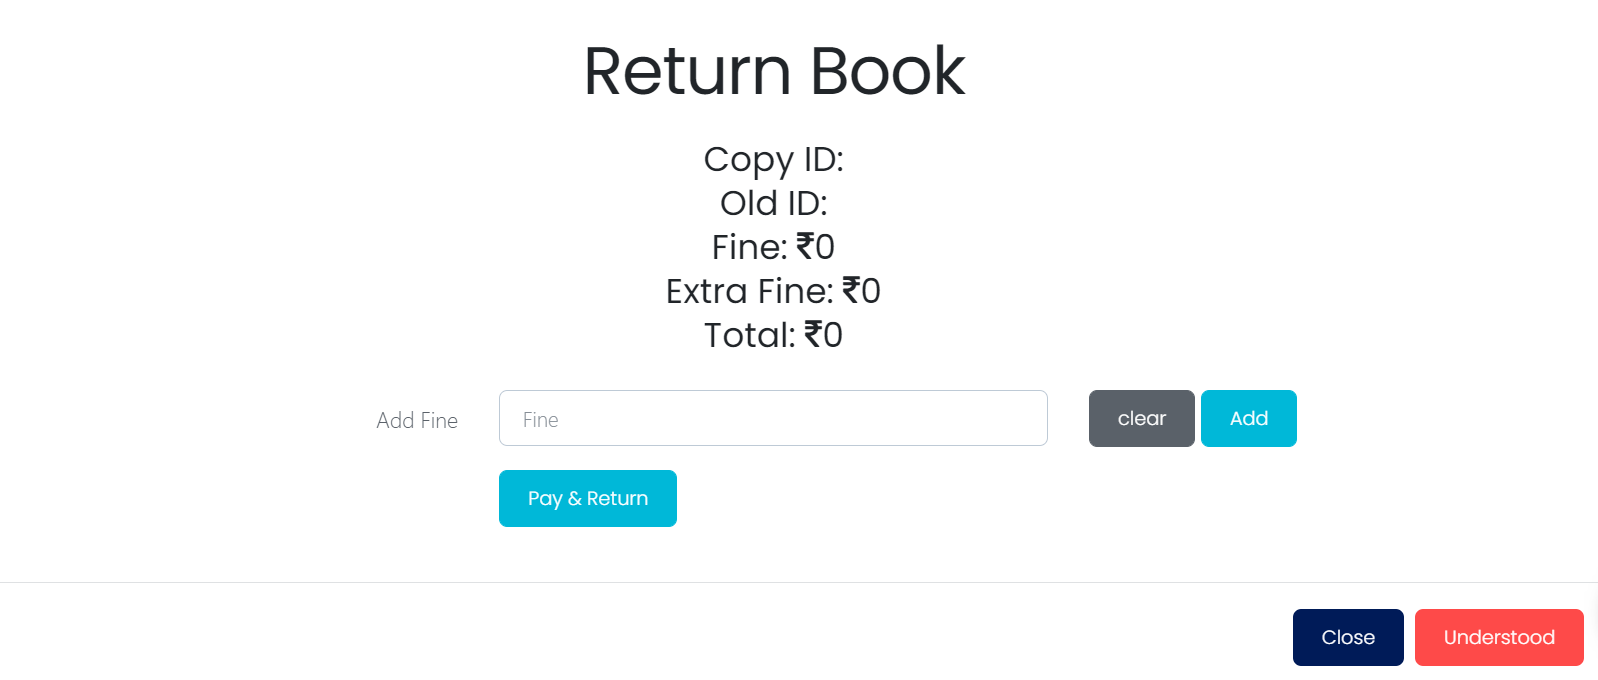 Return Book
Copy ID:
Old ID:
Fine: ₹0
Extra Fine: ₹0
Total: ₹0
Add Fine Fine clear Add
Pay & Return
Close Understood